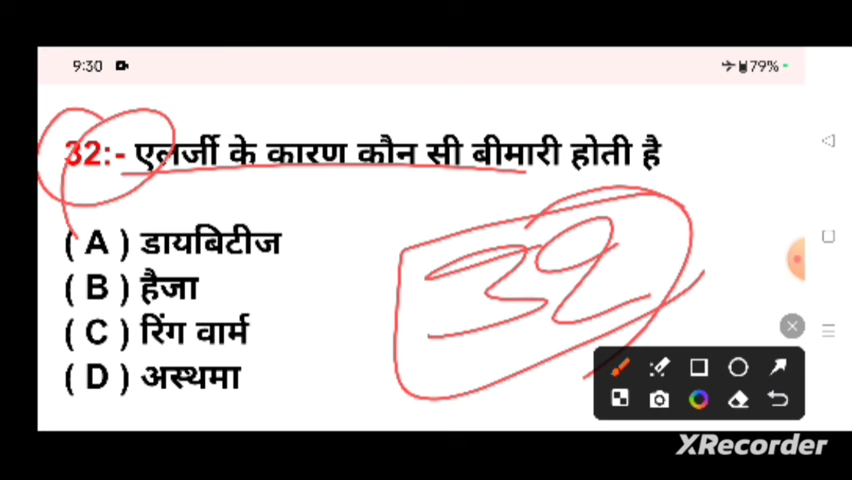 9:30 79%
32:- एलर्जी के कारण कौन सी बीमारी होती है
( A ) डायबिटीज
( B ) हैजा
32
( C ) रिंग वार्म
( D ) अस्थमा
XRecorder